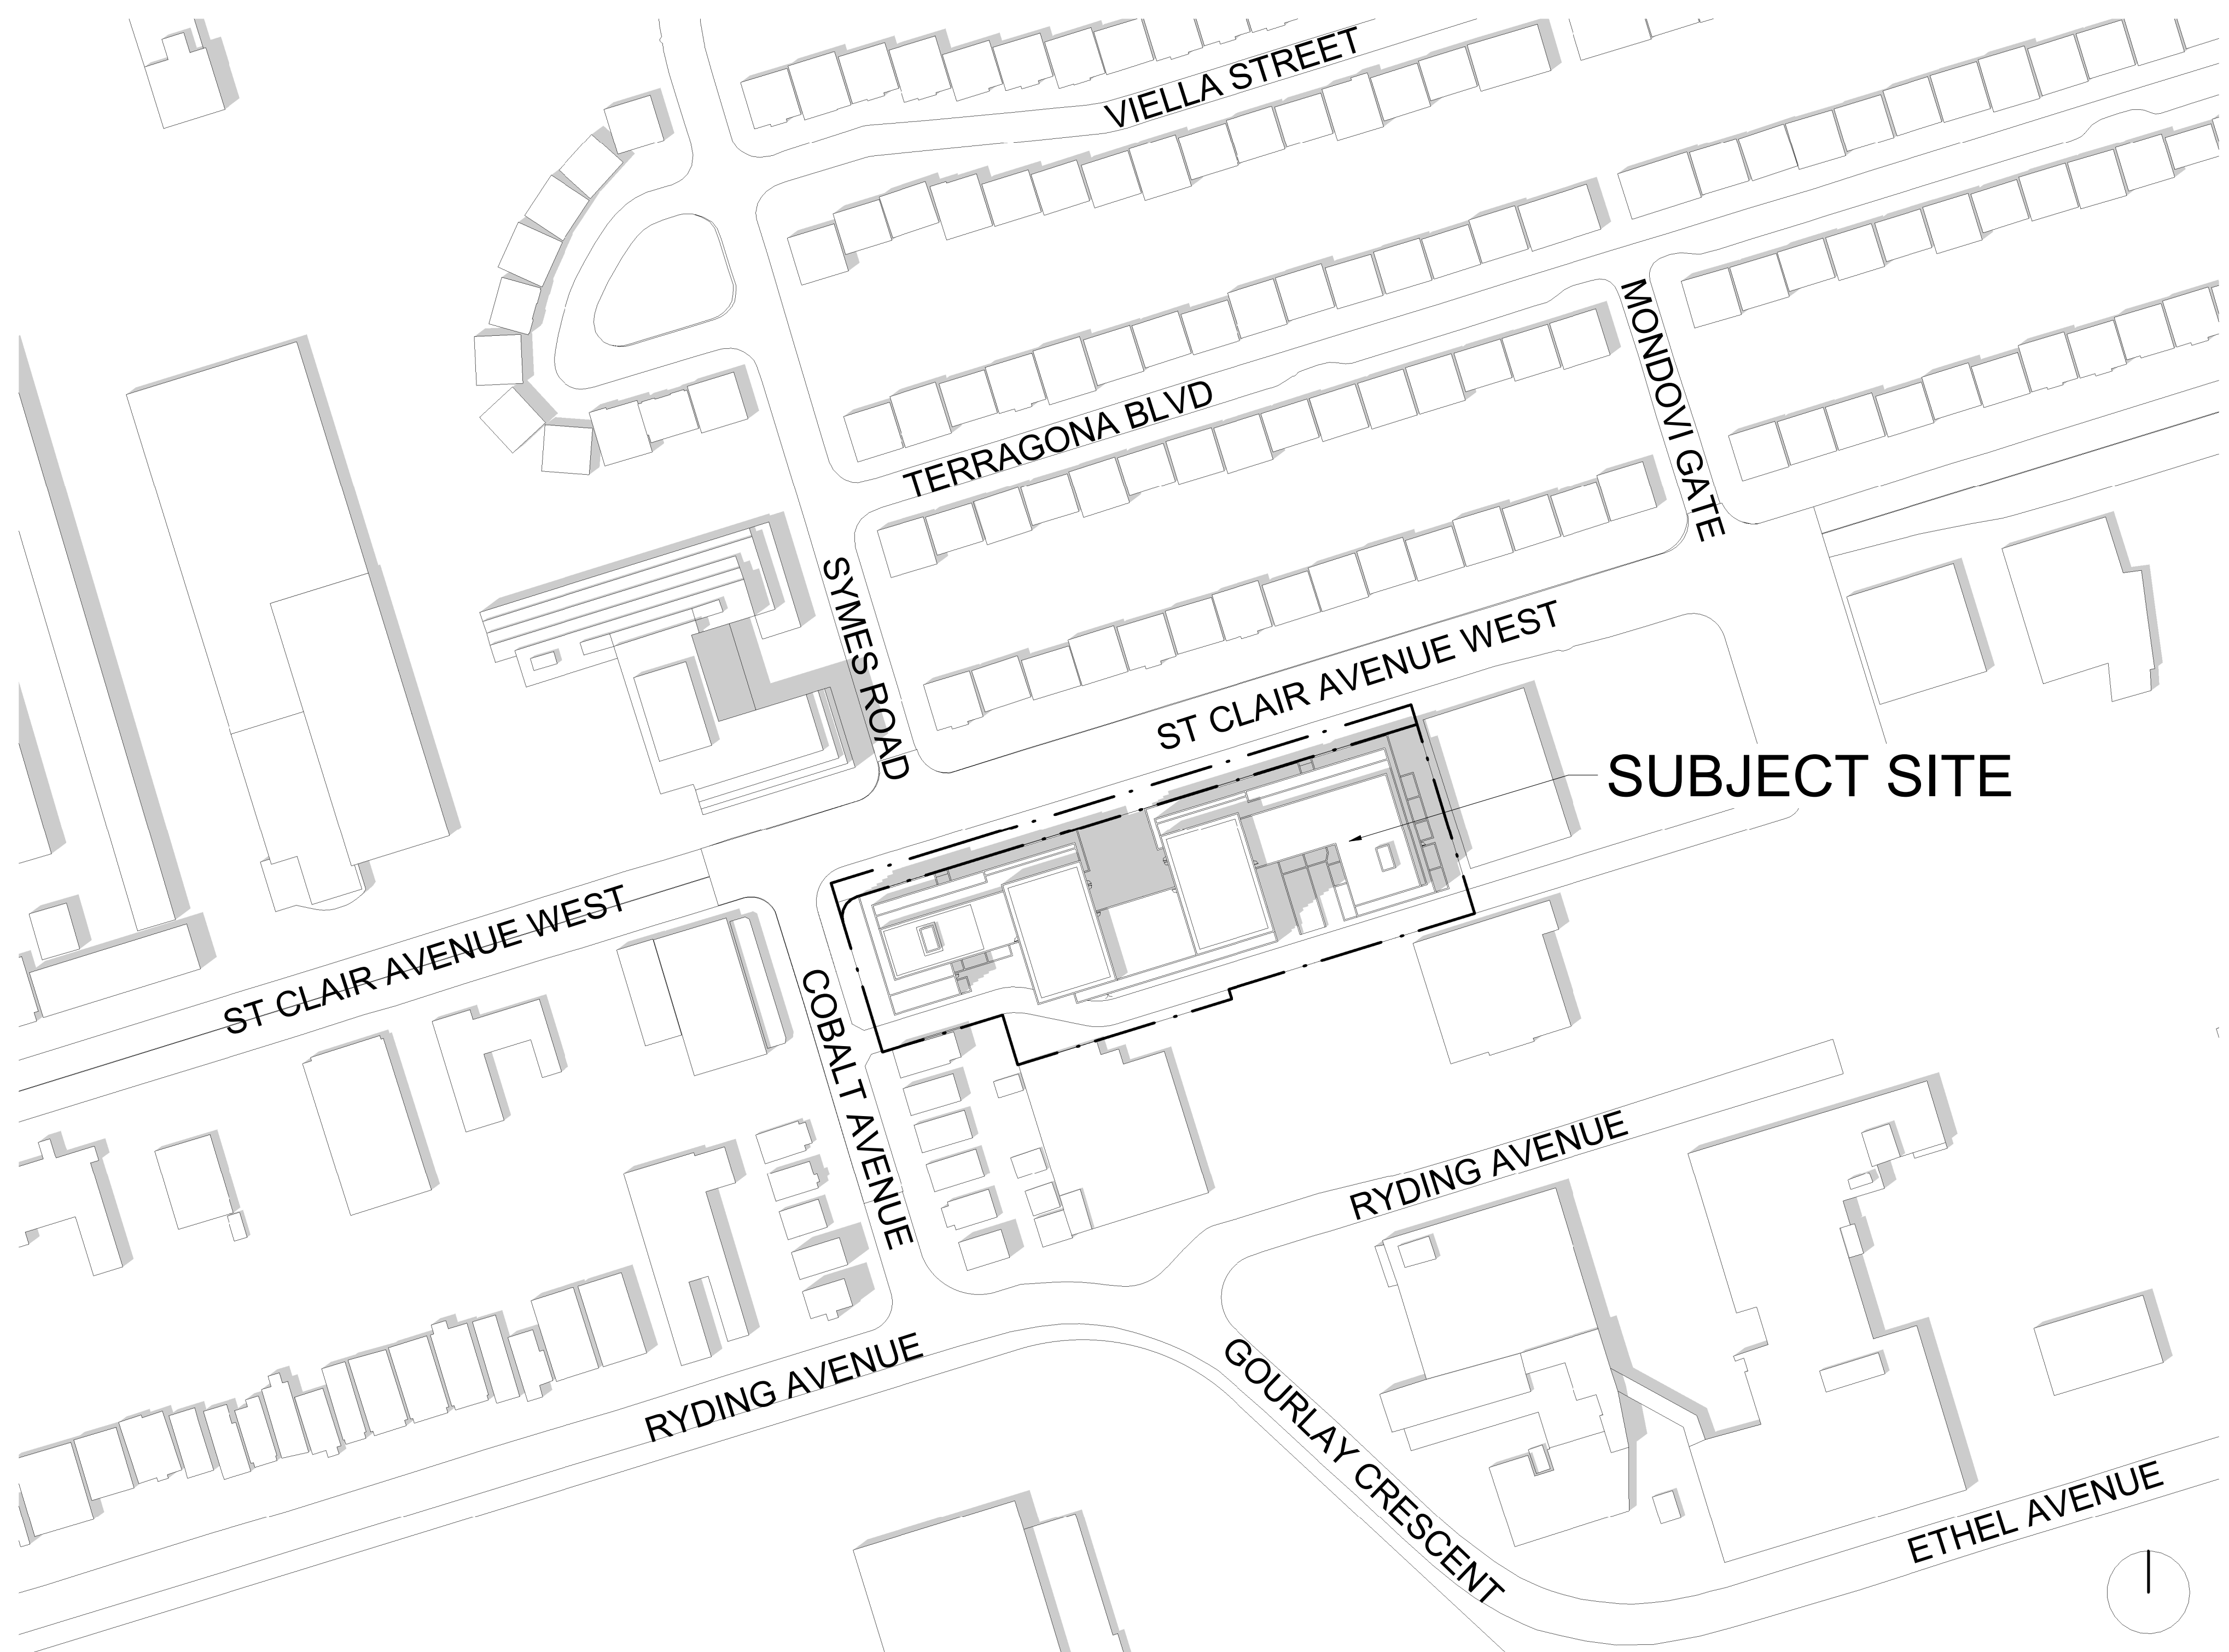 VIELLA STREET
MONDOVI GATE
TERRAGONA BLVD
SYMES ROAD
ST CLAIR AVENUE WEST
SUBJECT SITE
ST CLAIR AVENUE WEST
COBALT AVENUE
RYDING AVENUE
RYDING AVENUE
GOURLAY CRESCENT
ETHEL AVENUE